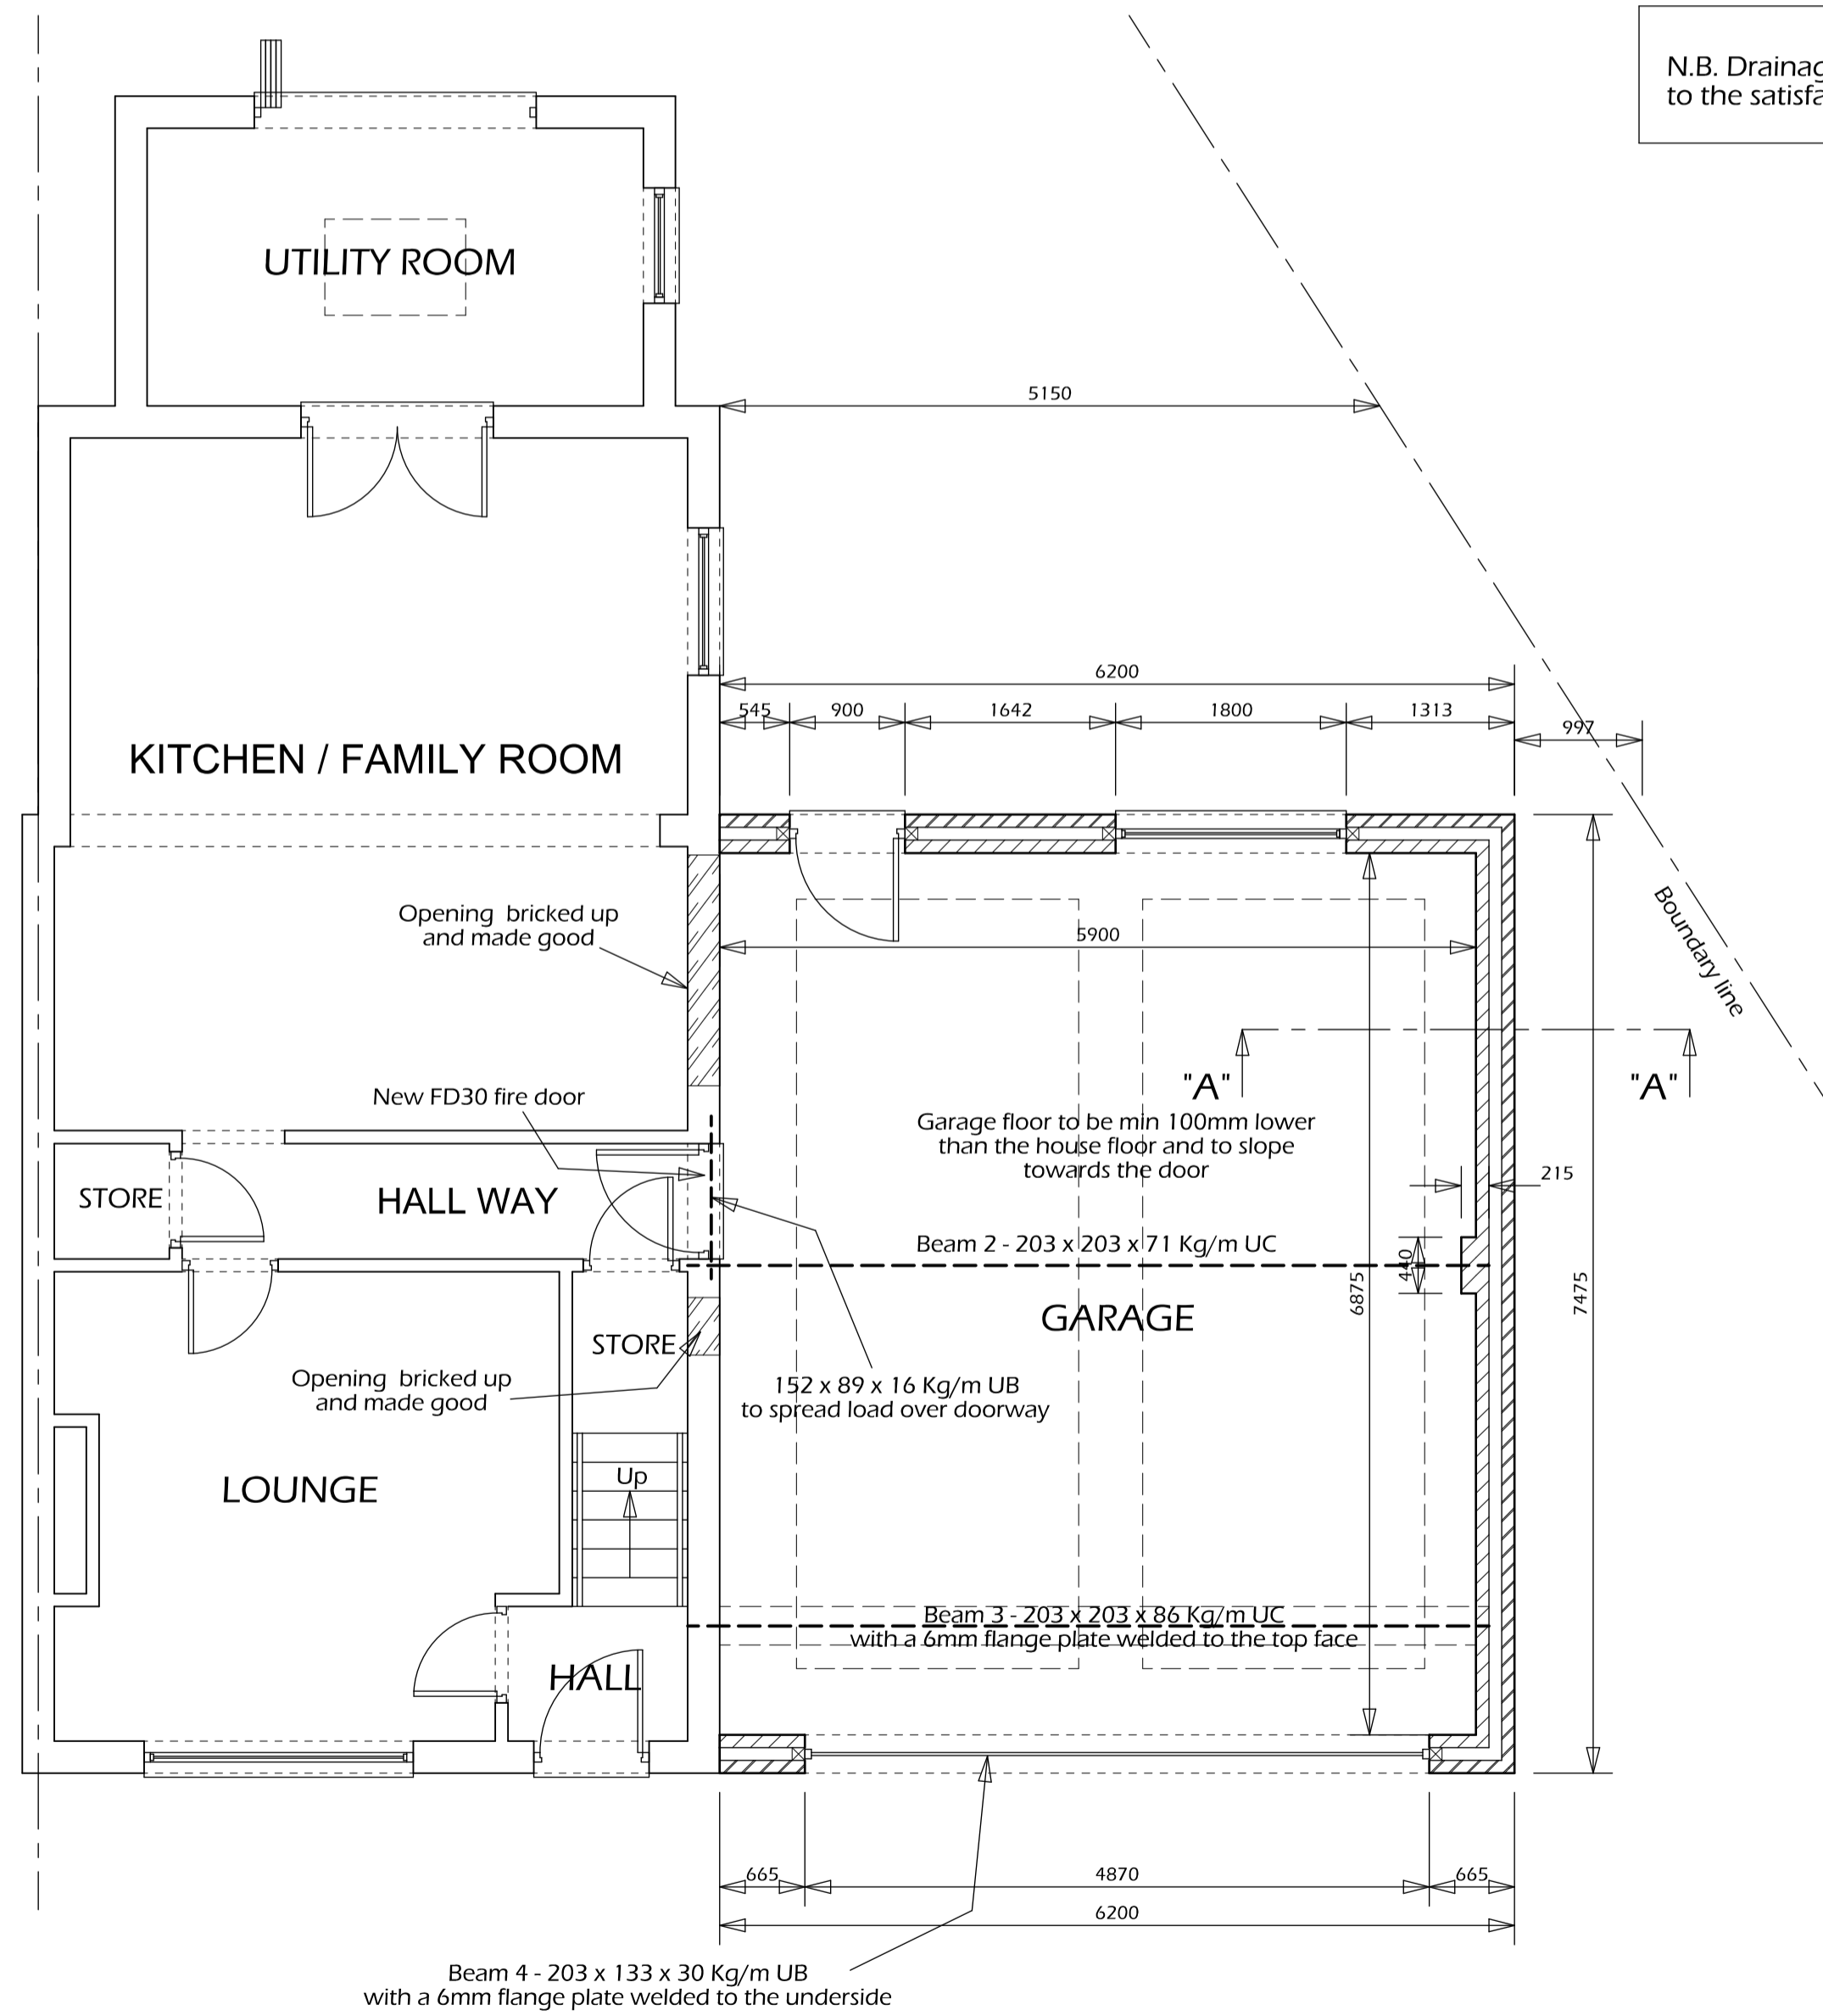 N.B. Drainag
to the satisfa
UTILITY ROOM
5150
6200
545
900
1642
1800
1313
997
KITCHEN / FAMILY ROOM
Opening bricked up
and made good
5900
Boundary line
"A"
"A"
New FD30 fire door
Garage floor to be min 100mm lower
than the house floor and to slope
towards the door
215
STORE
HALL WAY
Beam 2 - 203 x 203 x 71 Kg/m UC
440
6875
7475
GARAGE
STORE
Opening bricked up
and made good
152 x 89 x 16 Kg/m UB
to spread load over doorway
LOUNGE
Up
Beam 3 - 203 x 203 x 86 Kg/m UC
with a 6mm flange plate welded to the top face
HALL
665
4870
665
6200
Beam 4 - 203 x 133 x 30 Kg/m UB
with a 6mm flange plate welded to the underside